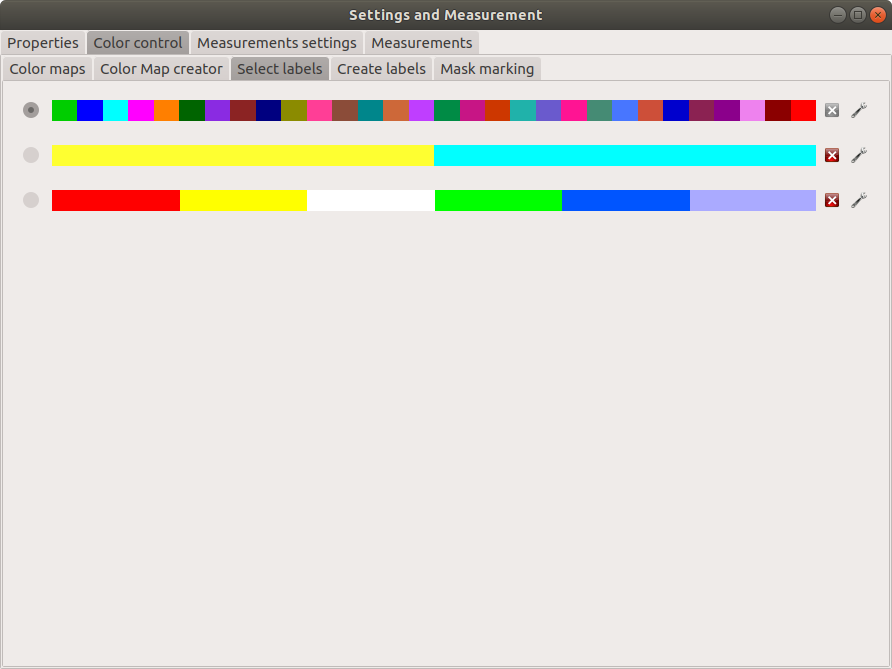 Settings and Measurement
Properties Color control Measurements settings Measurements
Color maps Color Map creator Select labels Create labels Mask marking